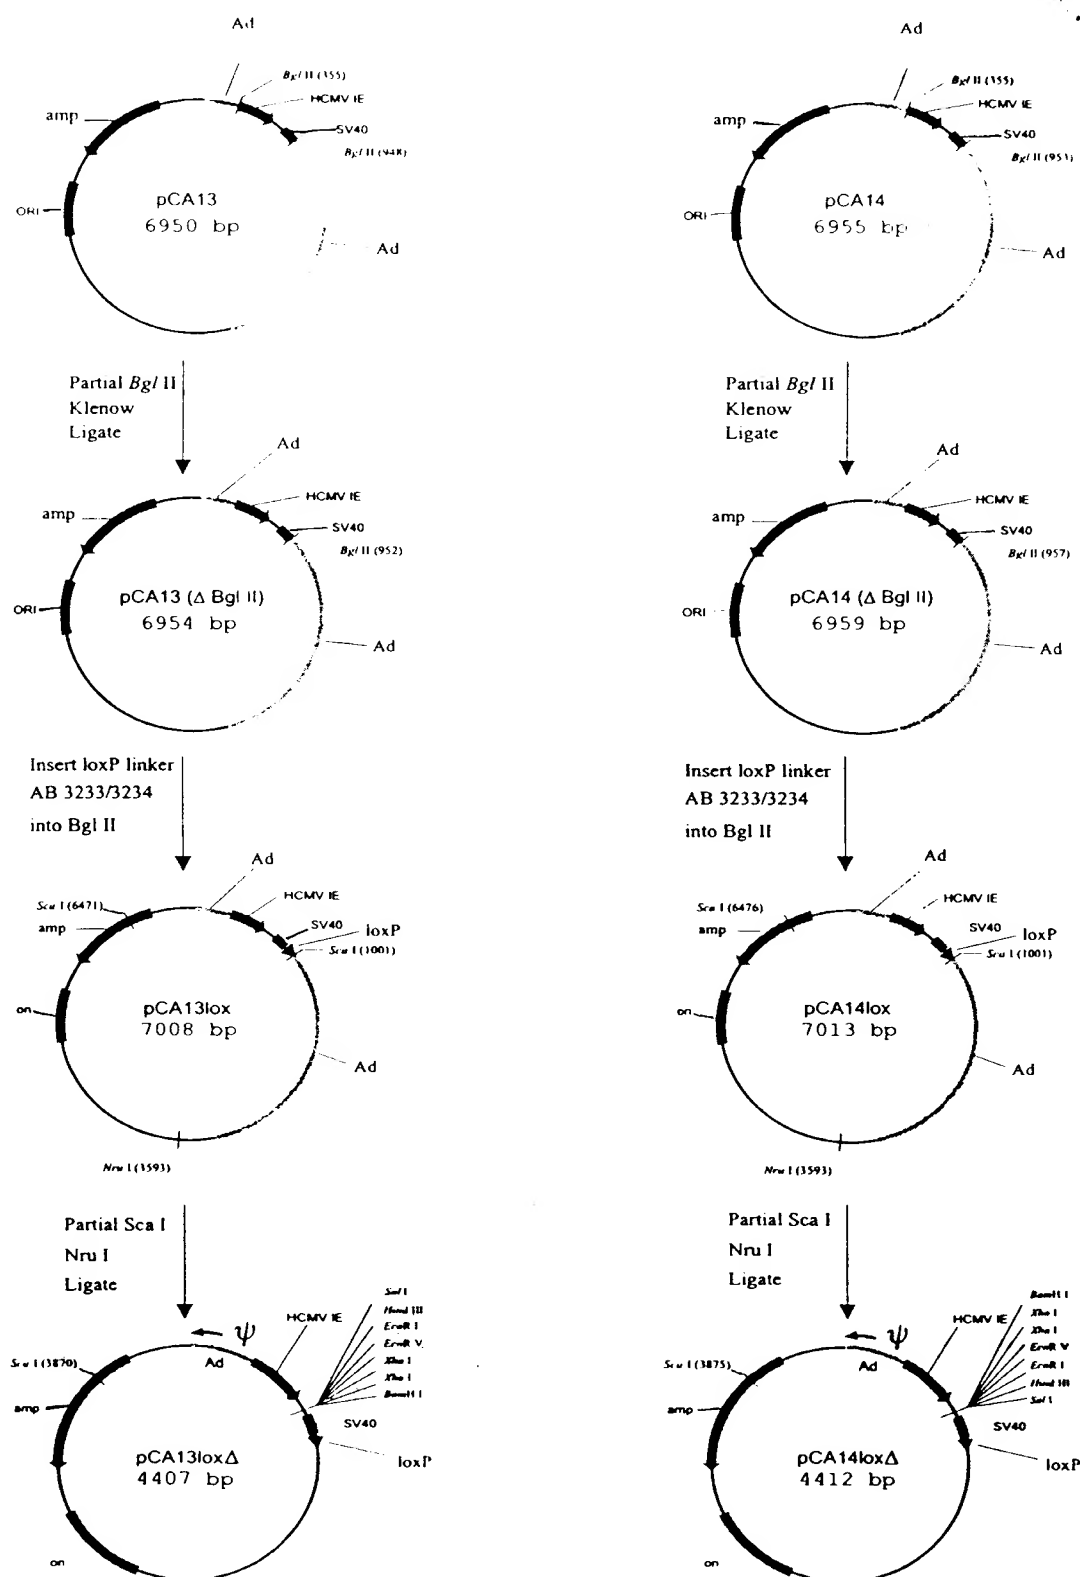 Ad
Bgl II (355)
HCMV IE
amp
SV40
Bgl II (948)
pCA13
6950 bp
ORI
Ad
Partial Bgl II
Klenow
Ligate
Ad
HCMV IE
amp
SV40
Bgl II (952)
pCA13 (Δ Bgl II)
6954 bp
ORI
Ad
Insert loxP linker
AB 3233/3234
into Bgl II
Ad
HCMV IE
Sca I (6471)
amp
SV40
loxP
Sca I (1001)
ori
pCA13lox
7008 bp
Ad
Nru I (3593)
Partial Sca I
Nru I
Ligate
Sal I
Hind III
EcoR I
EcoR V
Xho I
Xba I
BamH I
HCMV IE
ψ
Ad
Sca I (3870)
amp
SV40
pCA13loxΔ
4407 bp
loxP
ori
Ad
Bgl II (355)
HCMV IE
amp
SV40
Bgl II (953)
pCA14
6955 bp
ORI
Ad
Partial Bgl II
Klenow
Ligate
Ad
HCMV IE
amp
SV40
Bgl II (957)
pCA14 (Δ Bgl II)
6959 bp
ORI
Ad
Insert loxP linker
AB 3233/3234
into Bgl II
Ad
HCMV IE
Sca I (6476)
amp
SV40
loxP
Sca I (1001)
ori
pCA14lox
7013 bp
Ad
Nru I (3593)
Partial Sca I
Nru I
Ligate
BamH I
Xba I
Xho I
EcoR V
EcoR I
Hind III
Sal I
HCMV IE
ψ
Ad
Sca I (3875)
amp
SV40
pCA14loxΔ
4412 bp
loxP
ori